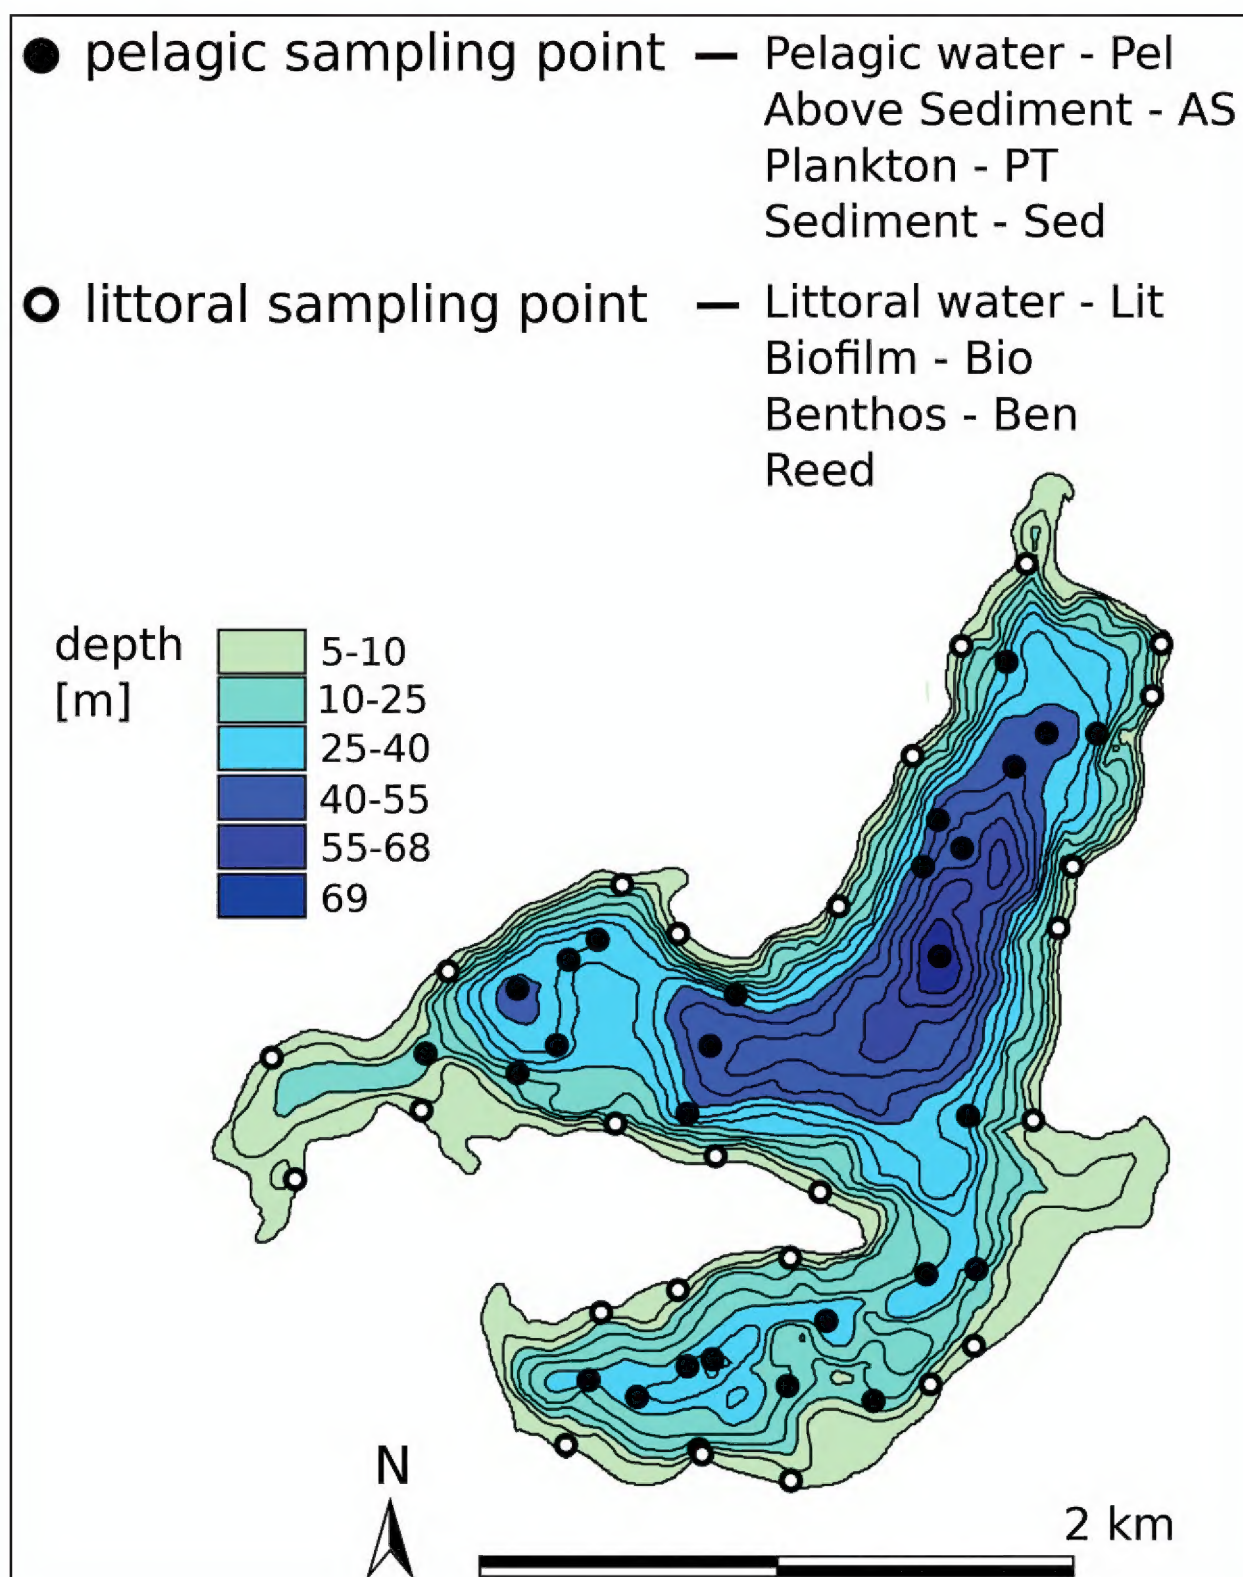 pelagic sampling point — Pelagic water - Pel
Above Sediment - AS
Plankton - PT
Sediment - Sed
littoral sampling point — Littoral water - Lit
Biofilm - Bio
Benthos - Ben
Reed
depth
[m]
5-10
10-25
25-40
40-55
55-68
69
N
2 km